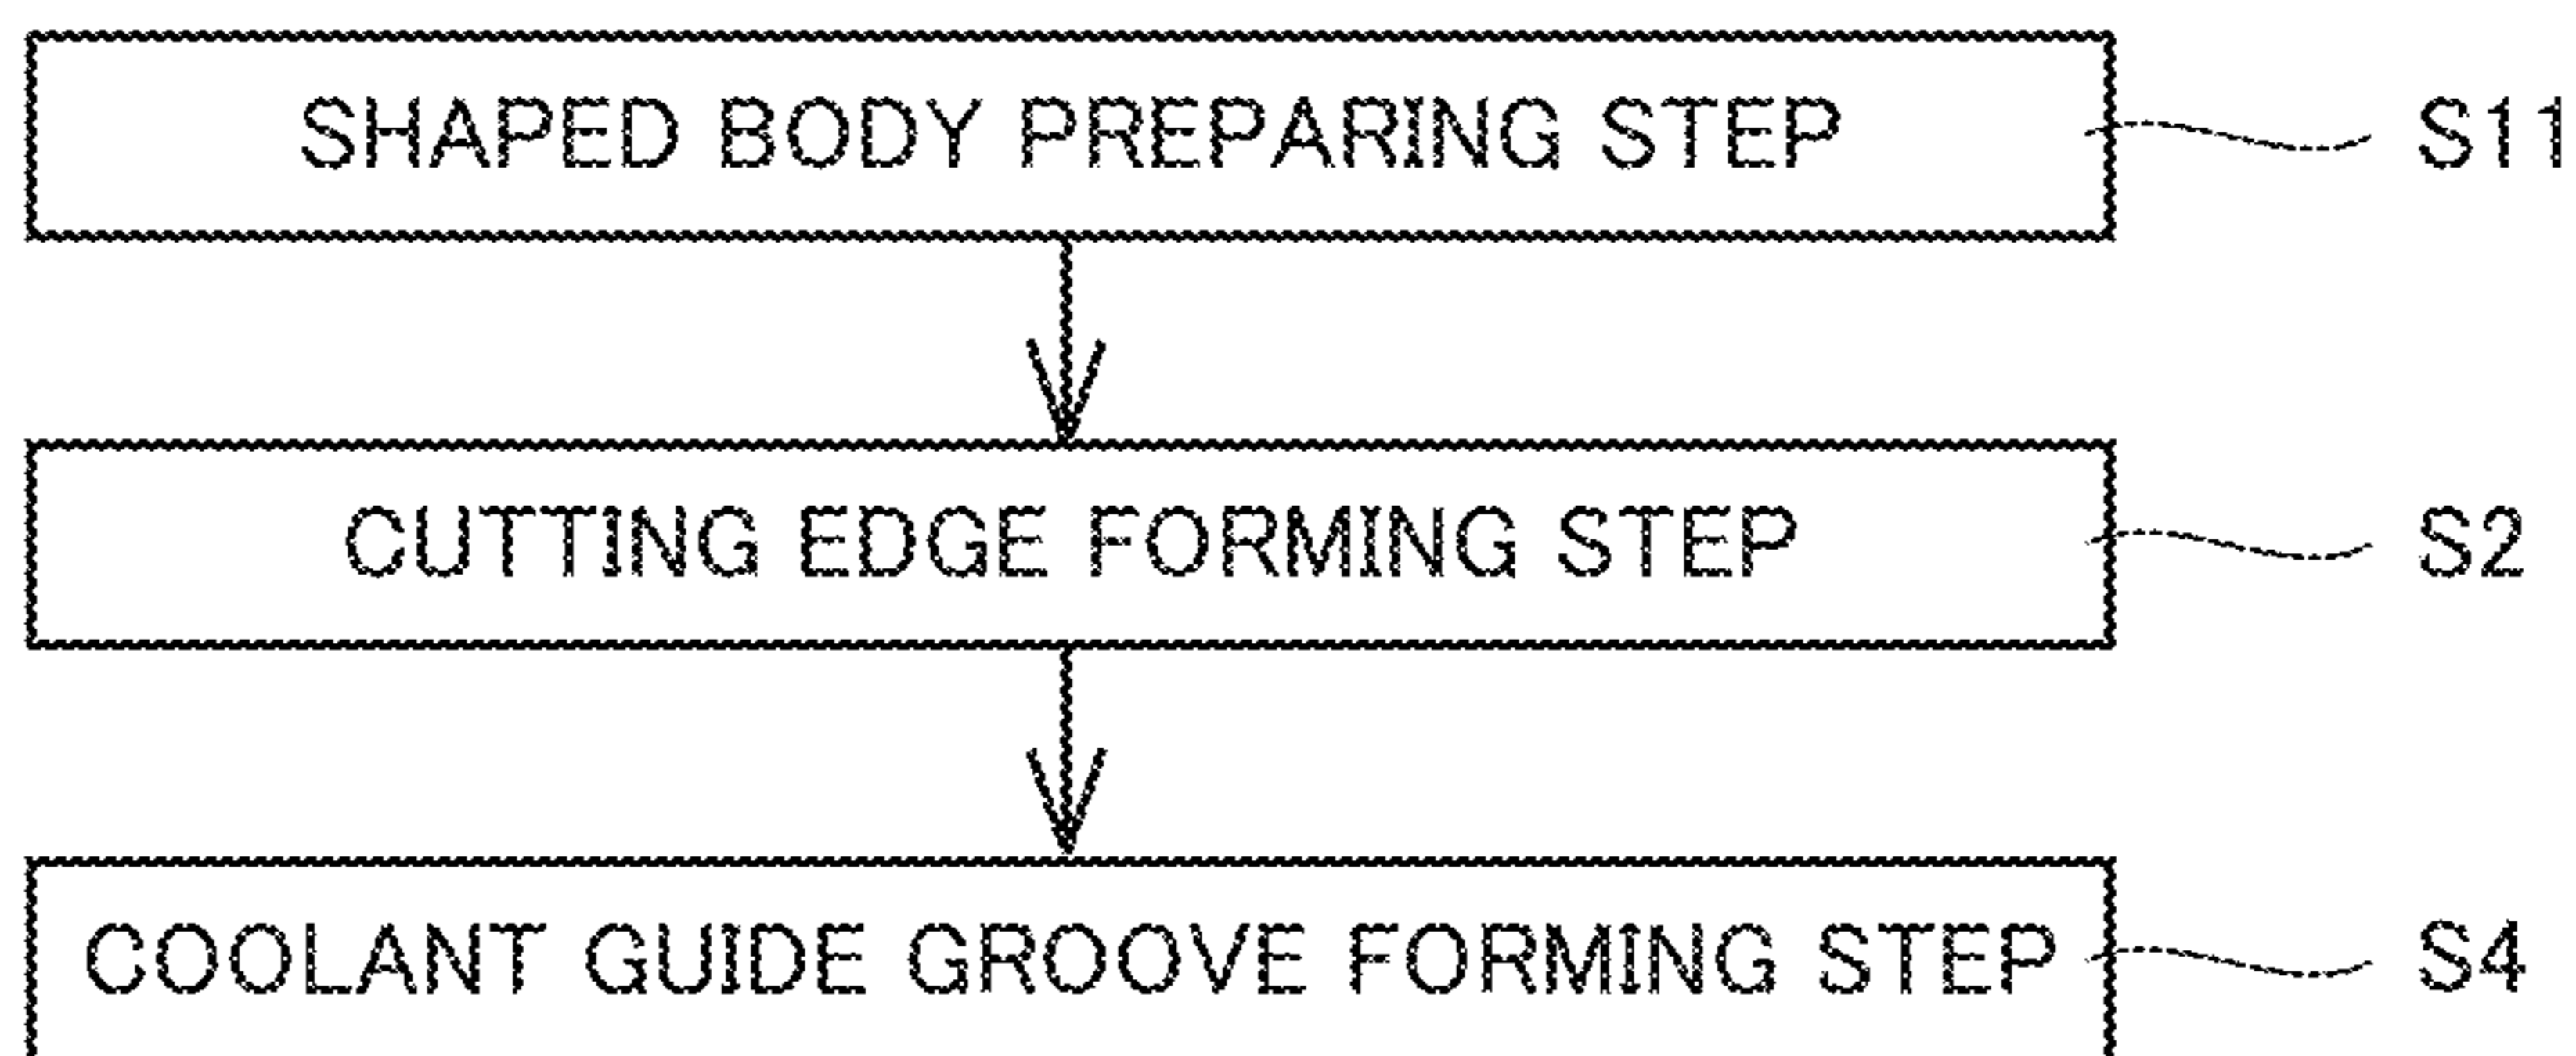 SHAPED BODY PREPARING STEP S11
CUTTING EDGE FORMING STEP S2
COOLANT GUIDE GROOVE FORMING STEP S4